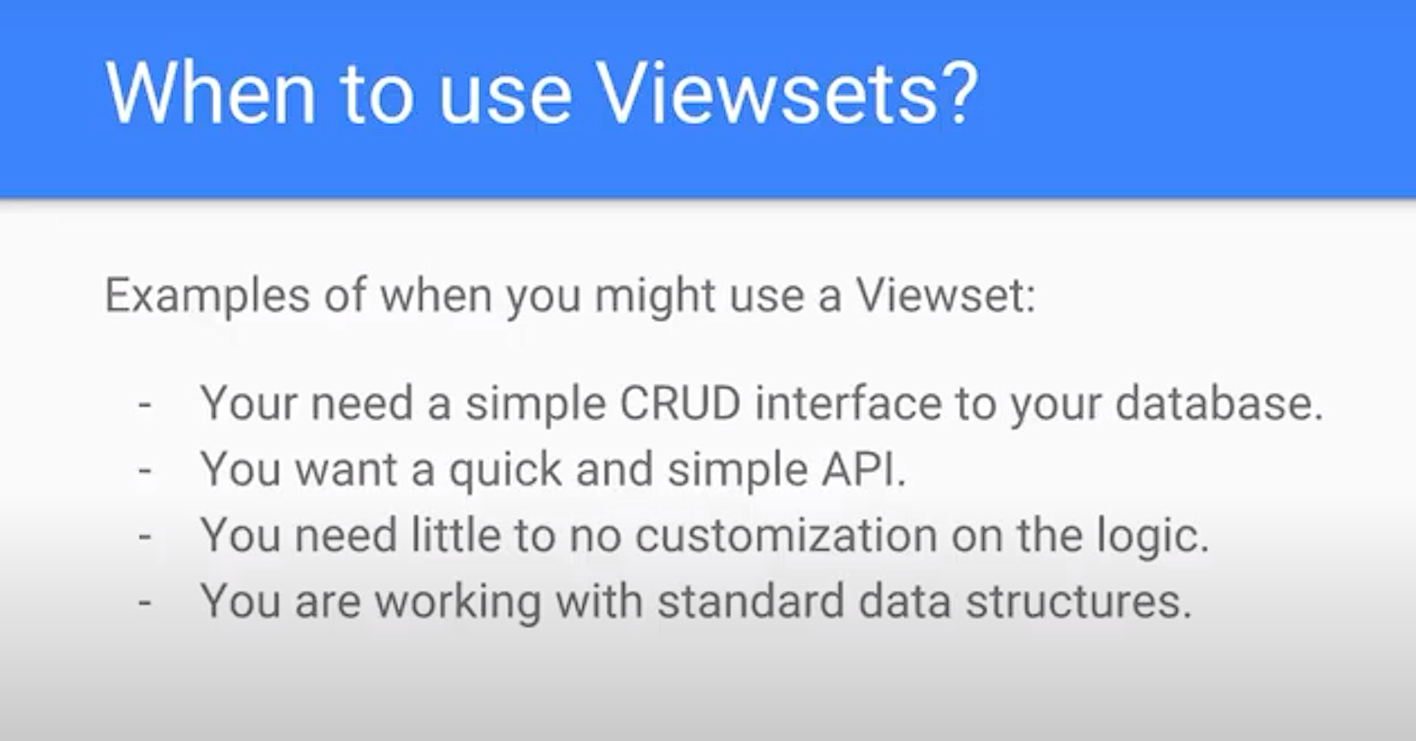 When to use Viewsets?
Examples of when you might use a Viewset:
- Your need a simple CRUD interface to your database.
- You want a quick and simple API.
- You need little to no customization on the logic.
- You are working with standard data structures.